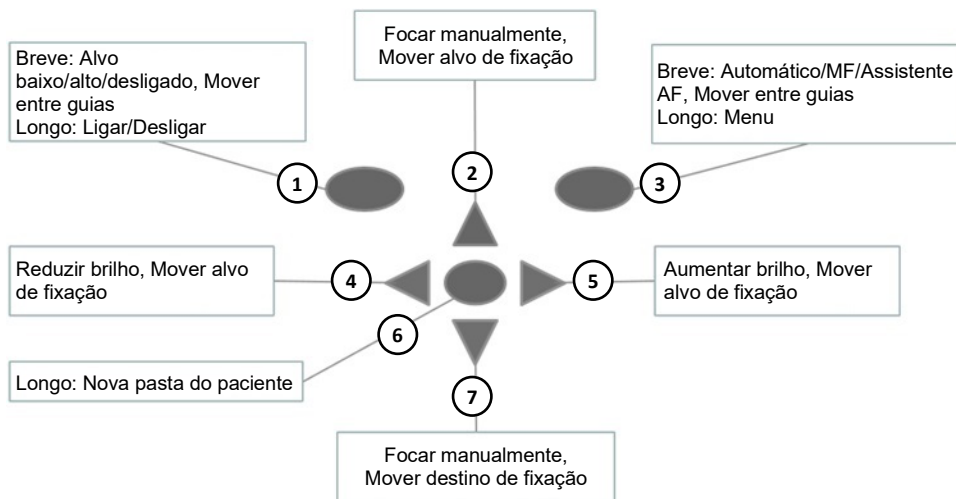 Focar manualmente,
Mover alvo de fixação
Breve: Alvo
baixo/alto/desligado, Mover
entre guias
Longo: Ligar/Desligar
Breve: Automático/MF/Assistente
AF, Mover entre guias
Longo: Menu
1
2
3
Reduzir brilho, Mover alvo
de fixação
4
5
Aumentar brilho, Mover
alvo de fixação
6
Longo: Nova pasta do paciente
7
Focar manualmente,
Mover destino de fixação